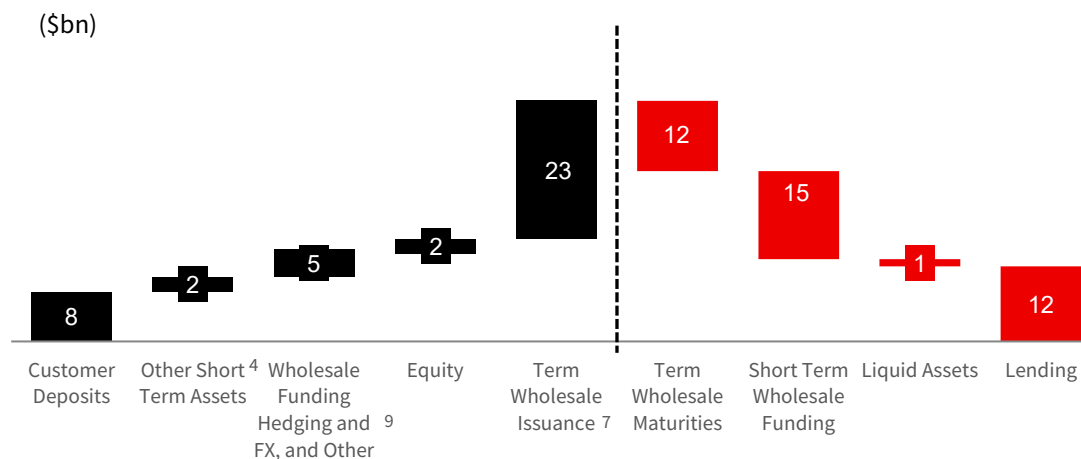 ($bn)
8
2
5
2
23
12
15
1
12
Customer
Deposits
Other Short 4
Term Assets
Wholesale
Funding
Hedging and 9
FX, and Other
Equity
Term
Wholesale
Issuance 7
Term
Wholesale
Maturities
Short Term
Wholesale
Funding
Liquid Assets
Lending